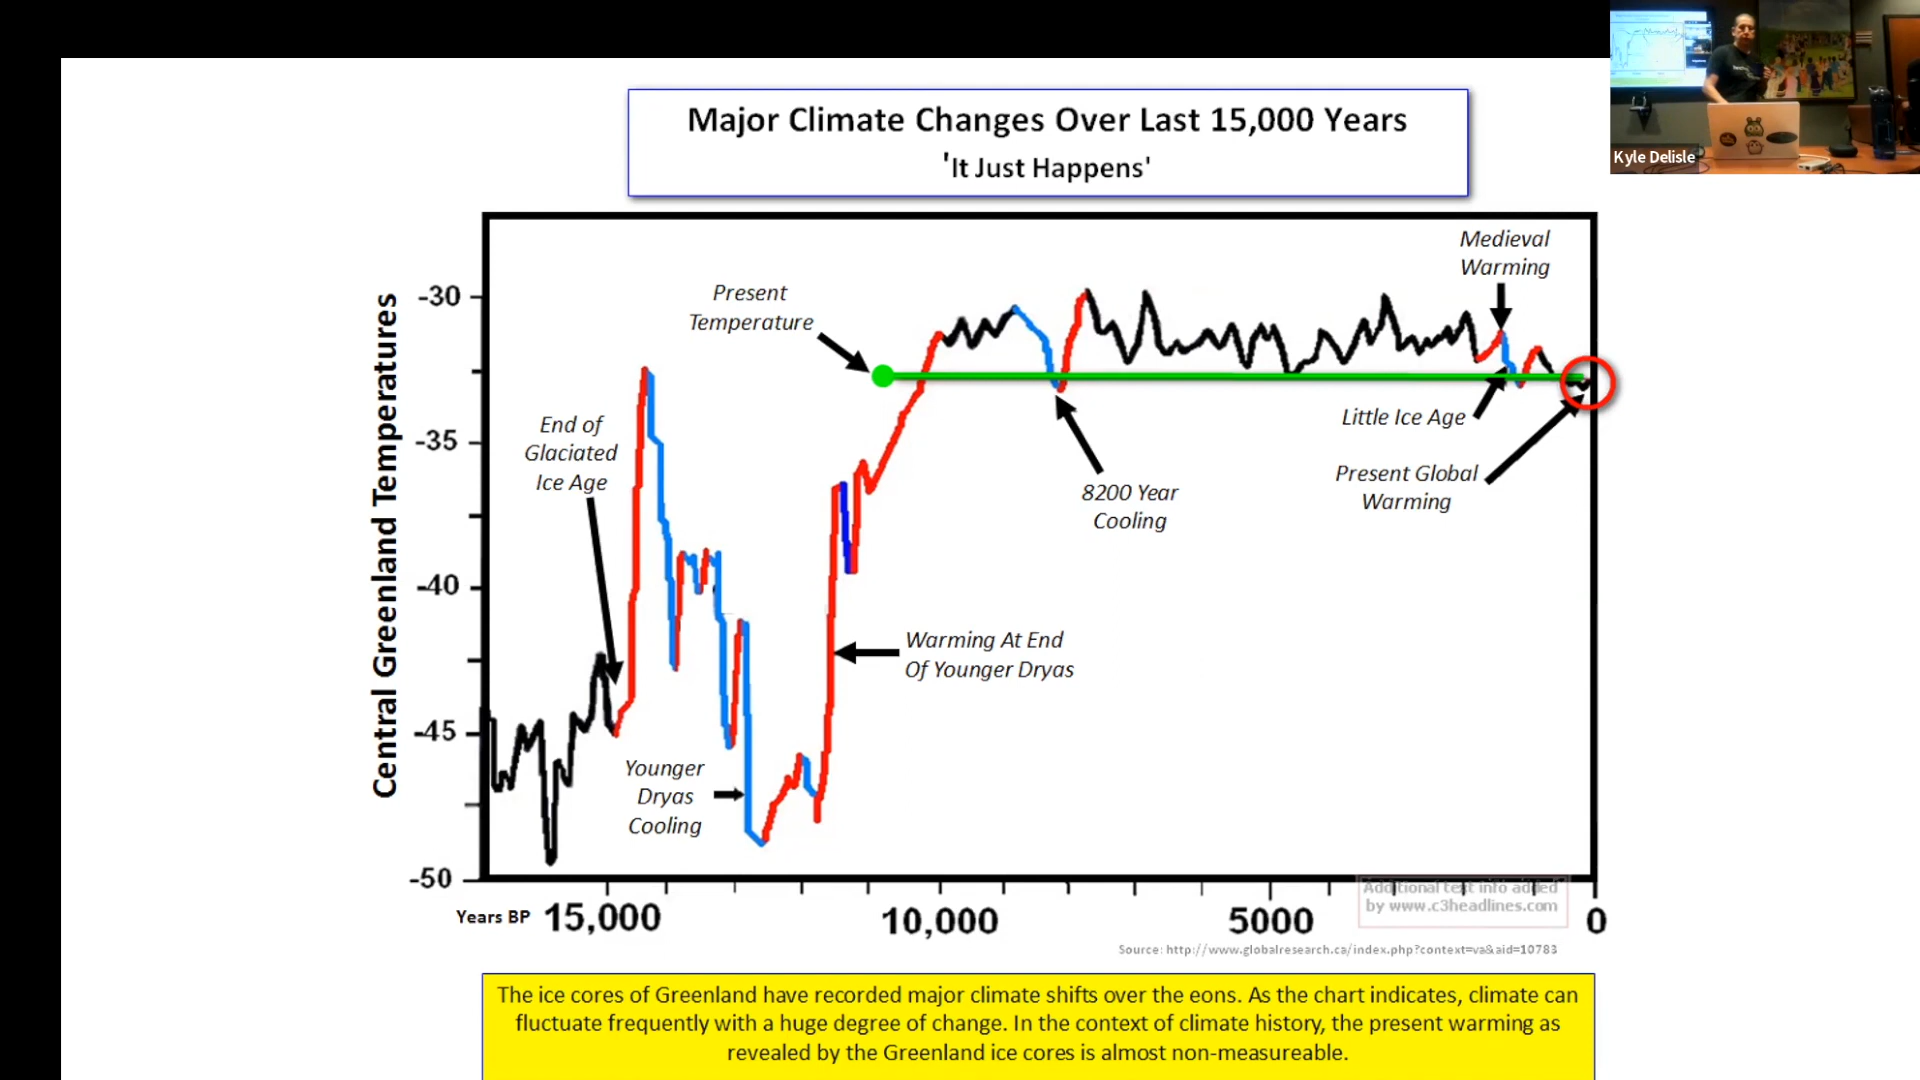 Major Climate Changes Over Last 15,000 Years
'It Just Happens'
Kyle Delisle
Central Greenland Temperatures
-30
-35
-40
-45
-50
Present
Temperature
Medieval
Warming
End of
Glaciated
Ice Age
Little Ice Age
Present Global
Warming
8200 Year
Cooling
Warming At End
Of Younger Dryas
Younger
Dryas
Cooling
Years BP
15,000
10,000
5000
0
Additional text info added
by www.c3headlines.com
Source: http://www.globalresearch.ca/index.php?context=va&aid=10783
The ice cores of Greenland have recorded major climate shifts over the eons. As the chart indicates, climate can
fluctuate frequently with a huge degree of change. In the context of climate history, the present warming as
revealed by the Greenland ice cores is almost non-measureable.